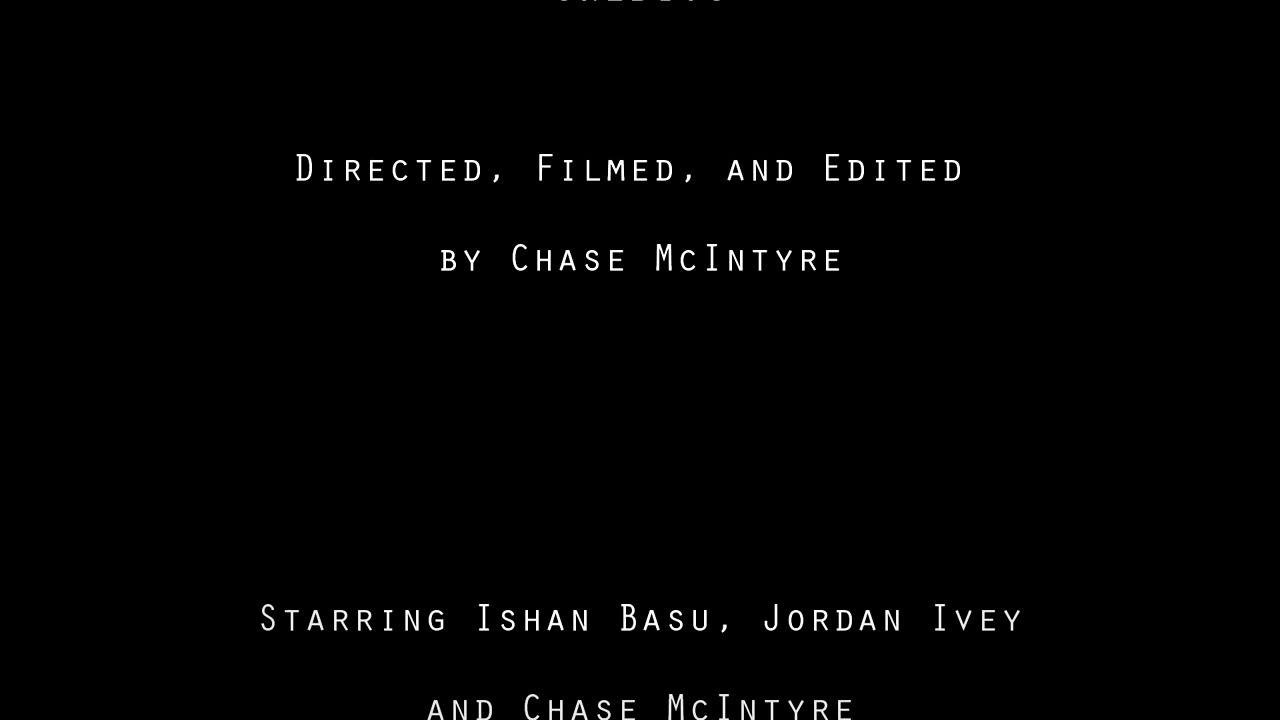 Directed, Filmed, and Edited
by Chase McIntyre
Starring Ishan Basu, Jordan Ivey
and Chase McIntyre